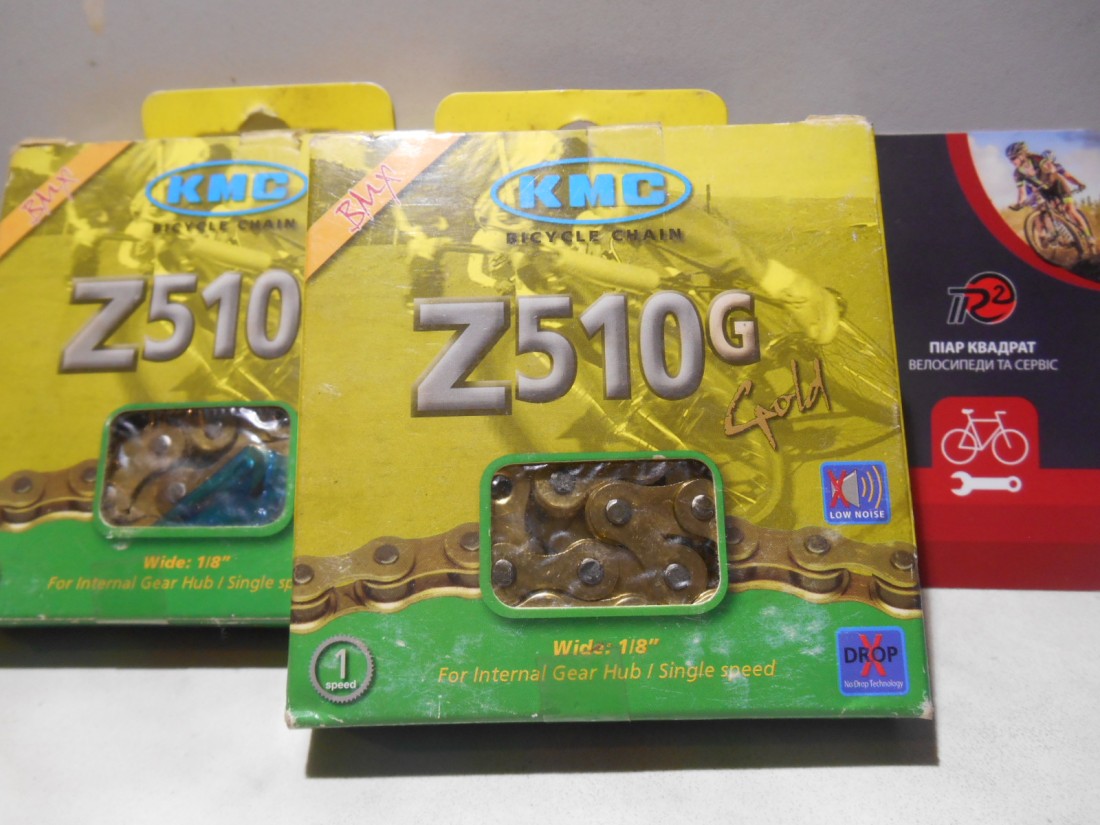 BMX
KMC
BICYCLE CHAIN
Z510
Wide: 1/8"
For Internal Gear Hub / Single sp
BMX
KMC
BICYCLE CHAIN
Z510G
Gold
LOW NOISE
Wide: 1/8"
For Internal Gear Hub / Single speed
1
speed
X
DROP
No Drop Technology
ПR2
ПІАР КВАДРАТ
ВЕЛОСИПЕДИ ТА СЕРВІС